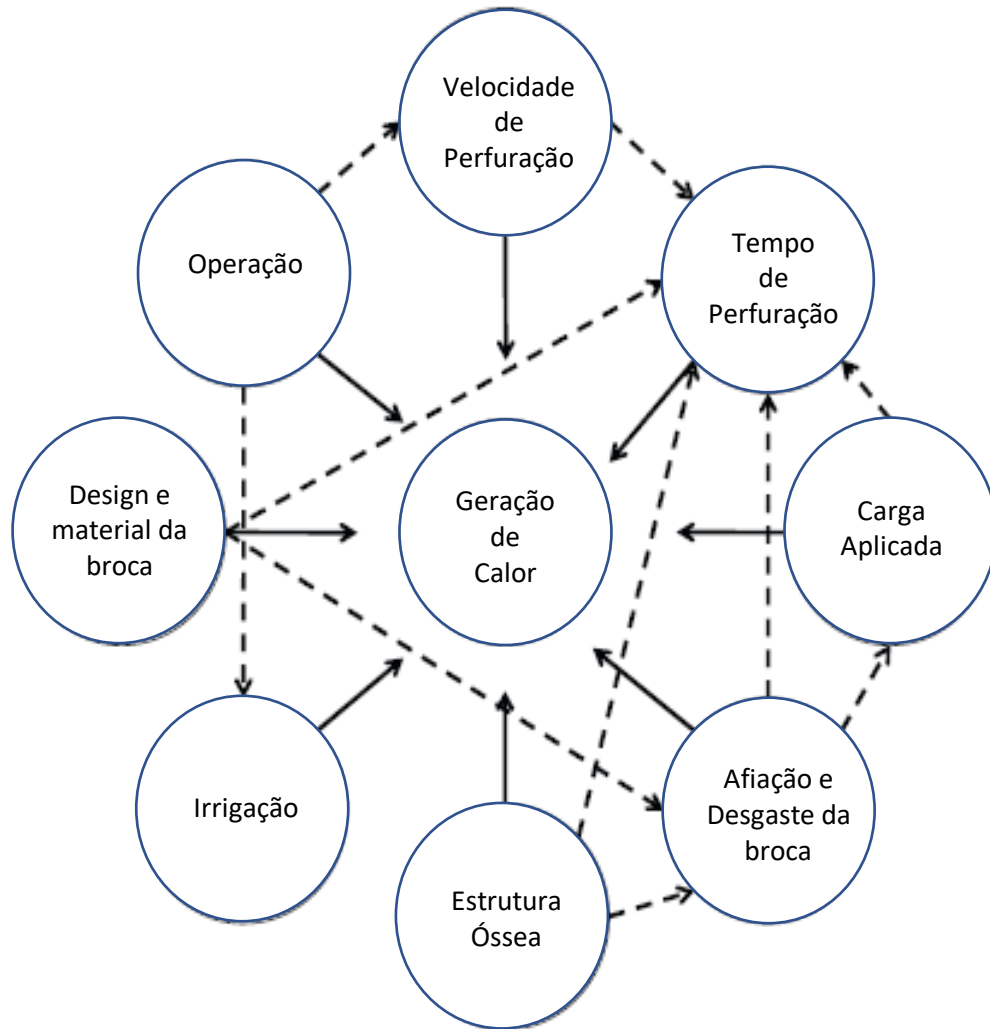 Velocidade
de
Perfuração
Operação
Tempo
de
Perfuração
Design e
material da
broca
Geração
de
Calor
Carga
Aplicada
Irrigação
Afiação e
Desgaste da
broca
Estrutura
Óssea